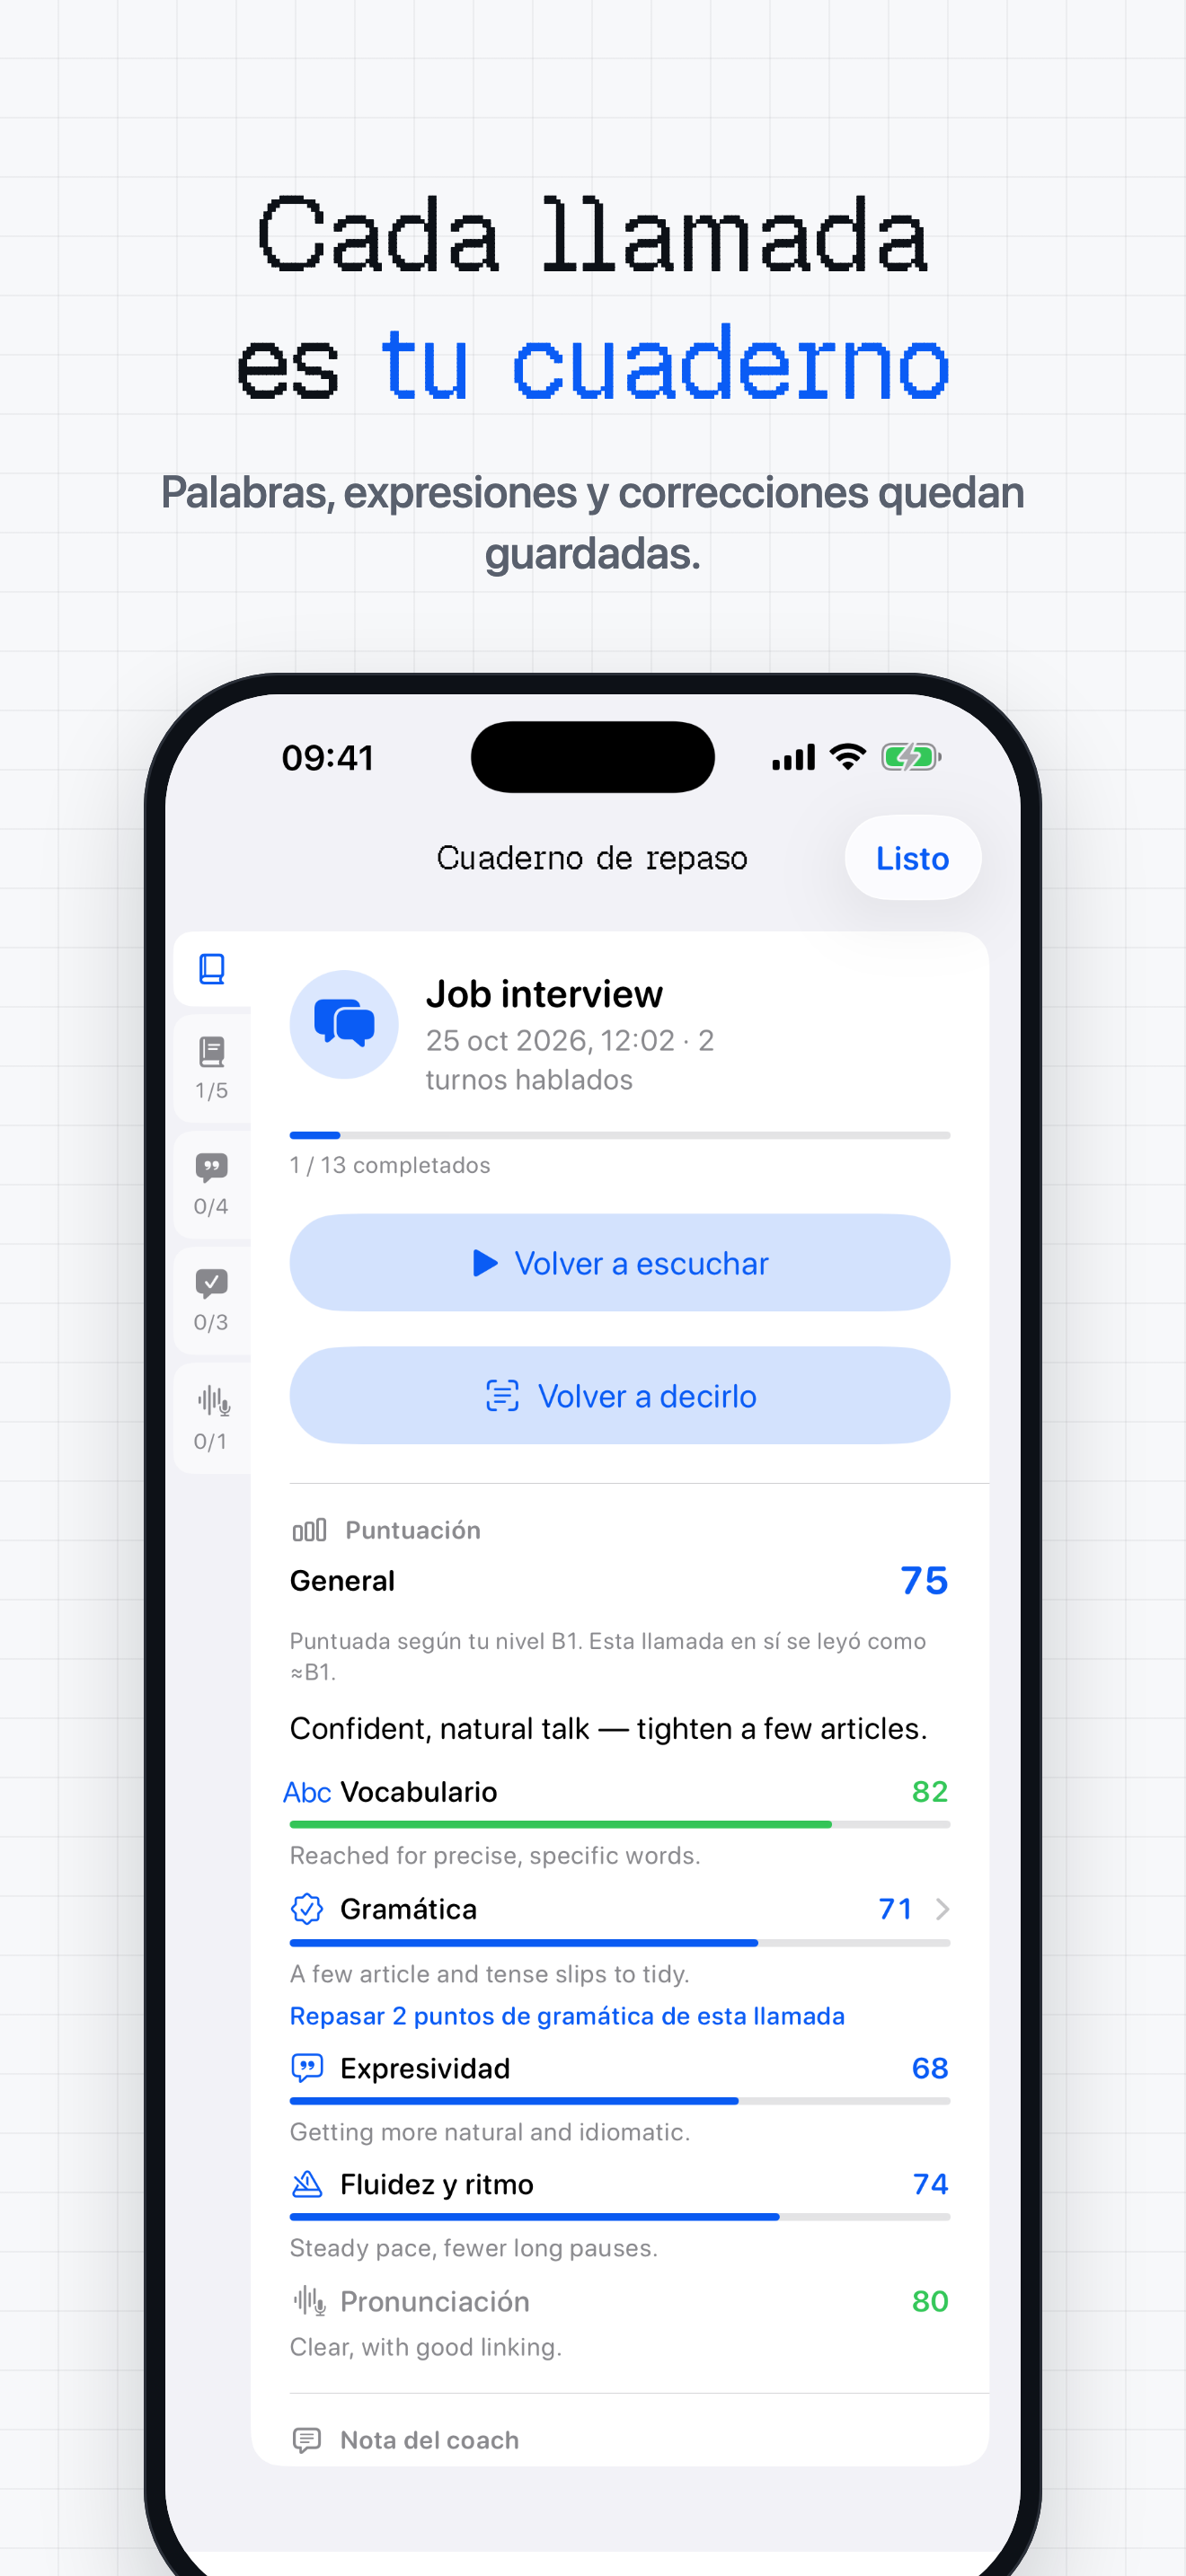 Cada llamada
es tu cuaderno
Palabras, expresiones y correcciones quedan
guardadas.
09:41
Cuaderno de repaso
Listo
Job interview
25 oct 2026, 12:02 · 2
turnos hablados
1/5
0/4
0/3
0/1
1 / 13 completados
Volver a escuchar
Volver a decirlo
Puntuación
General 75
Puntuada según tu nivel B1. Esta llamada en sí se leyó como
≈B1.
Confident, natural talk — tighten a few articles.
Abc Vocabulario 82
Reached for precise, specific words.
Gramática 71
A few article and tense slips to tidy.
Repasar 2 puntos de gramática de esta llamada
Expresividad 68
Getting more natural and idiomatic.
Fluidez y ritmo 74
Steady pace, fewer long pauses.
Pronunciación 80
Clear, with good linking.
Nota del coach